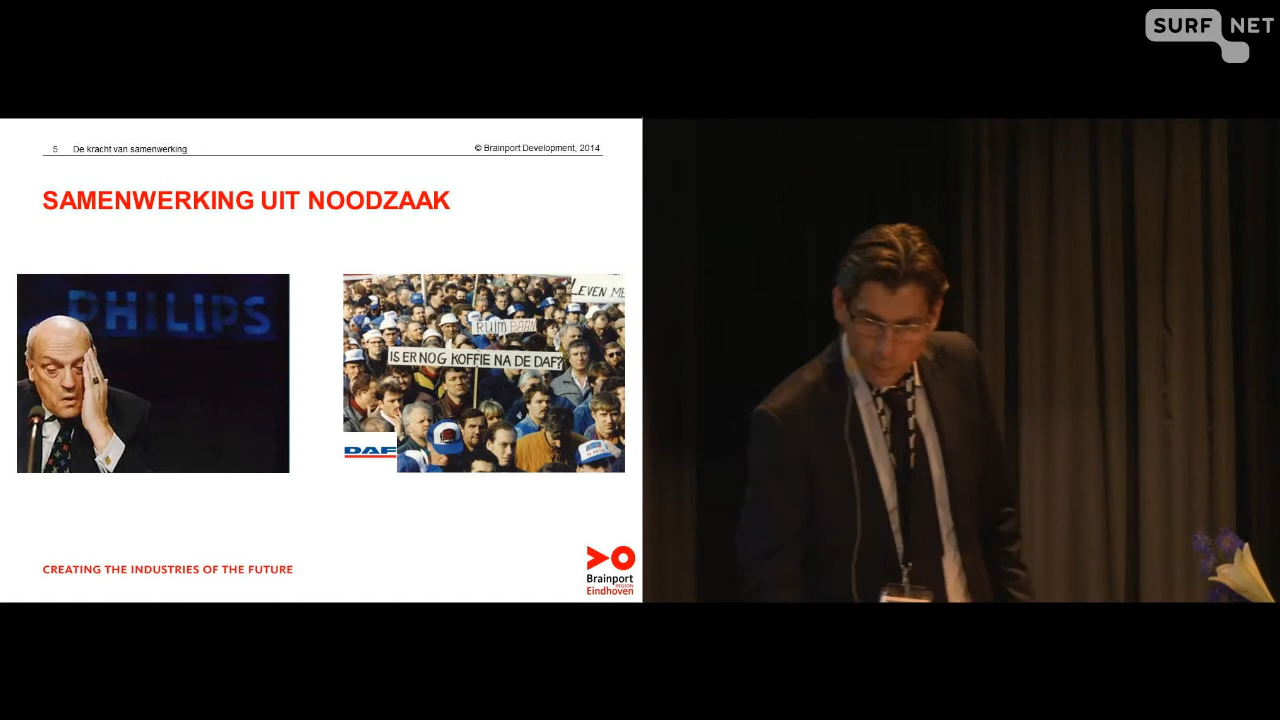 SURF NET
5 De kracht van samenwerking © Brainport Development, 2014
SAMENWERKING UIT NOODZAAK
PHILIPS
LEVEN ME
RUIM BAAN
IS ER NOG KOFFIE NA DE DAF?
DAF
CREATING THE INDUSTRIES OF THE FUTURE
Brainport
REGION
Eindhoven